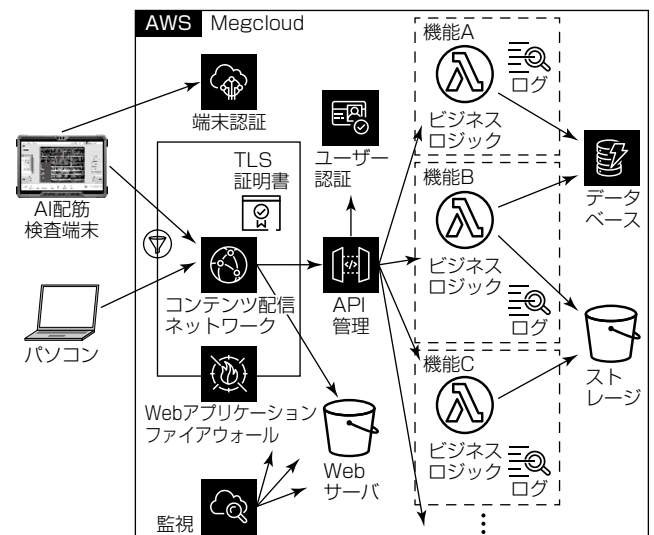 AWS Megcloud
端末認証
AI配筋
検査端末
パソコン
TLS
証明書
コンテンツ配信
ネットワーク
Webアプリケーション
ファイアウォール
監視
ユーザー
認証
API
管理
Web
サーバ
機能A
ログ
ビジネス
ロジック
機能B
ビジネス
ロジック
ログ
機能C
ビジネス
ロジック
ログ
データ
ベース
スト
レージ